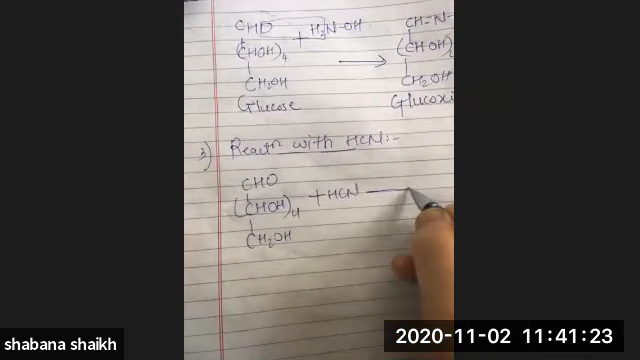 CHO + H2N-OH CH=N-
(CHOH)4 ⟶ (CHOH)
CH2OH CH2OH
Glucose Glucoxi
3) Reactn with HCN:-
CHO
(CHOH)4 + HCN
CH2OH
shabana shaikh
2020-11-02 11:41:23